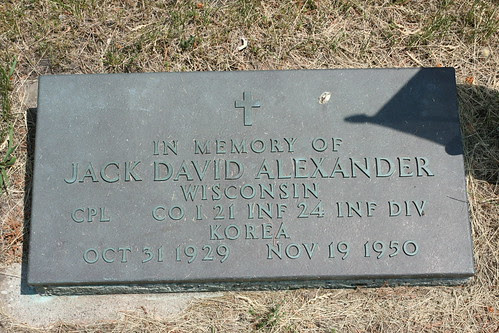 IN MEMORY OF
JACK DAVID ALEXANDER
WISCONSIN
CPL CO I 21 INF 24 INF DIV
KOREA
OCT 31 1929 NOV 19 1950